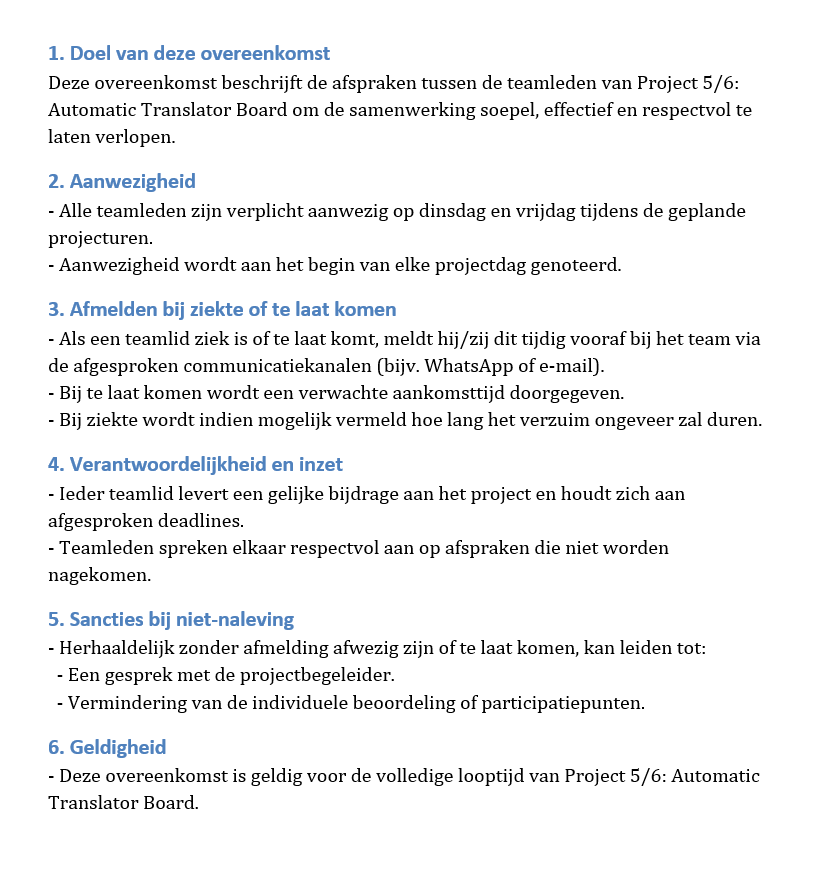 1. Doel van deze overeenkomst
Deze overeenkomst beschrijft de afspraken tussen de teamleden van Project 5/6:
Automatic Translator Board om de samenwerking soepel, effectief en respectvol te
laten verlopen.
2. Aanwezigheid
- Alle teamleden zijn verplicht aanwezig op dinsdag en vrijdag tijdens de geplande
projecturen.
- Aanwezigheid wordt aan het begin van elke projectdag genoteerd.
3. Afmelden bij ziekte of te laat komen
- Als een teamlid ziek is of te laat komt, meldt hij/zij dit tijdig vooraf bij het team via
de afgesproken communicatiekanalen (bijv. WhatsApp of e-mail).
- Bij te laat komen wordt een verwachte aankomsttijd doorgegeven.
- Bij ziekte wordt indien mogelijk vermeld hoe lang het verzuim ongeveer zal duren.
4. Verantwoordelijkheid en inzet
- Ieder teamlid levert een gelijke bijdrage aan het project en houdt zich aan
afgesproken deadlines.
- Teamleden spreken elkaar respectvol aan op afspraken die niet worden
nagekomen.
5. Sancties bij niet-naleving
- Herhaaldelijk zonder afmelding afwezig zijn of te laat komen, kan leiden tot:
- Een gesprek met de projectbegeleider.
- Vermindering van de individuele beoordeling of participatiepunten.
6. Geldigheid
- Deze overeenkomst is geldig voor de volledige looptijd van Project 5/6: Automatic
Translator Board.